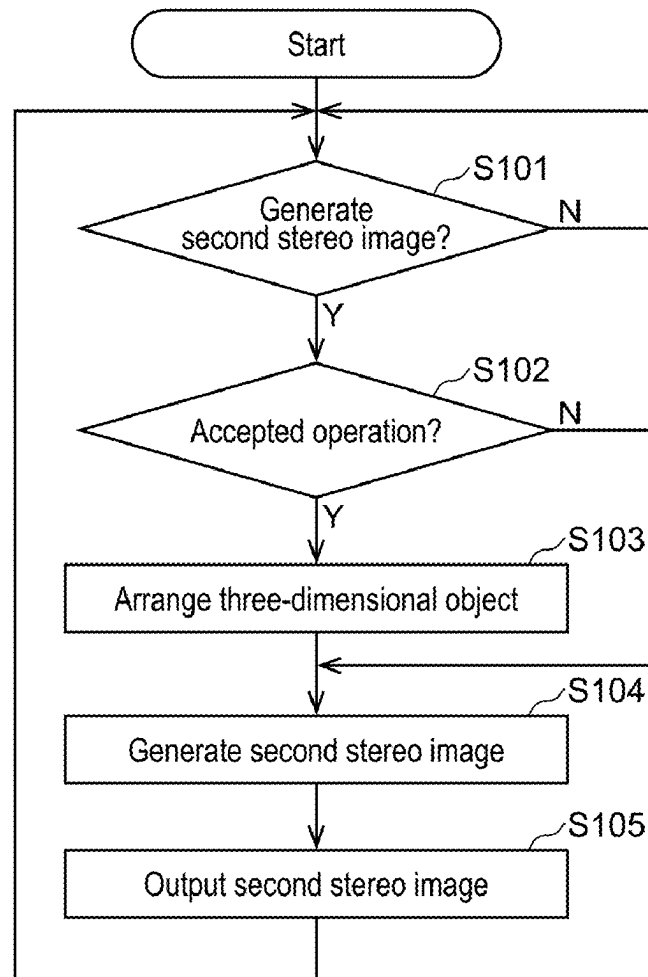 Start
S101
Generate
second stereo image?
N
Y
S102
Accepted operation?
N
Y
S103
Arrange three-dimensional object
S104
Generate second stereo image
S105
Output second stereo image